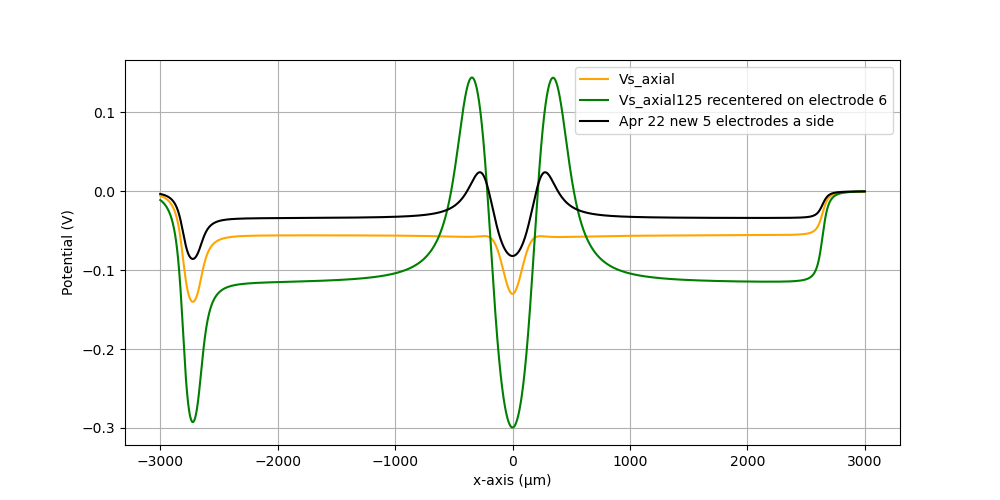 Vs_axial
Vs_axial125 recentered on electrode 6
Apr 22 new 5 electrodes a side
Potential (V)
0.1
0.0
−0.1
−0.2
−0.3
−3000 −2000 −1000 0 1000 2000 3000
x-axis (μm)